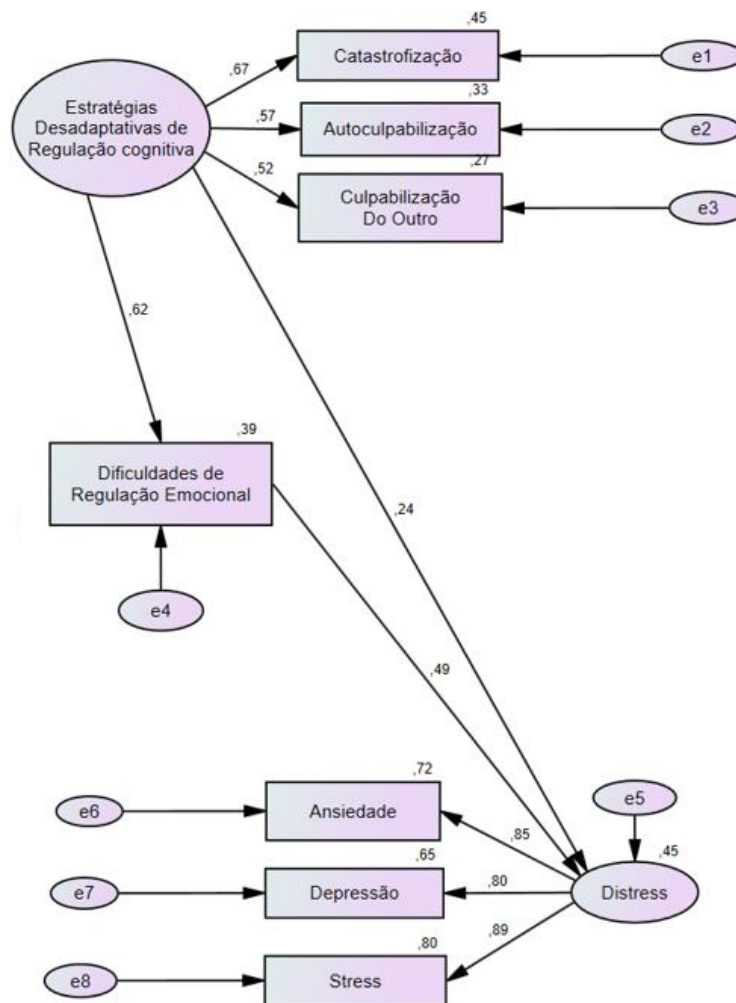 ,45
,67
Catastrofização
e1
,33
Estratégias
Desadaptativas de
Regulação cognitiva
,57
Autoculpabilização
e2
,52
,27
Culpabilização
Do Outro
e3
,62
,39
Dificuldades de
Regulação Emocional
,24
e4
,49
,72
e6
Ansiedade
e5
,85
,45
,65
e7
Depressão
,80
Distress
,89
,80
e8
Stress